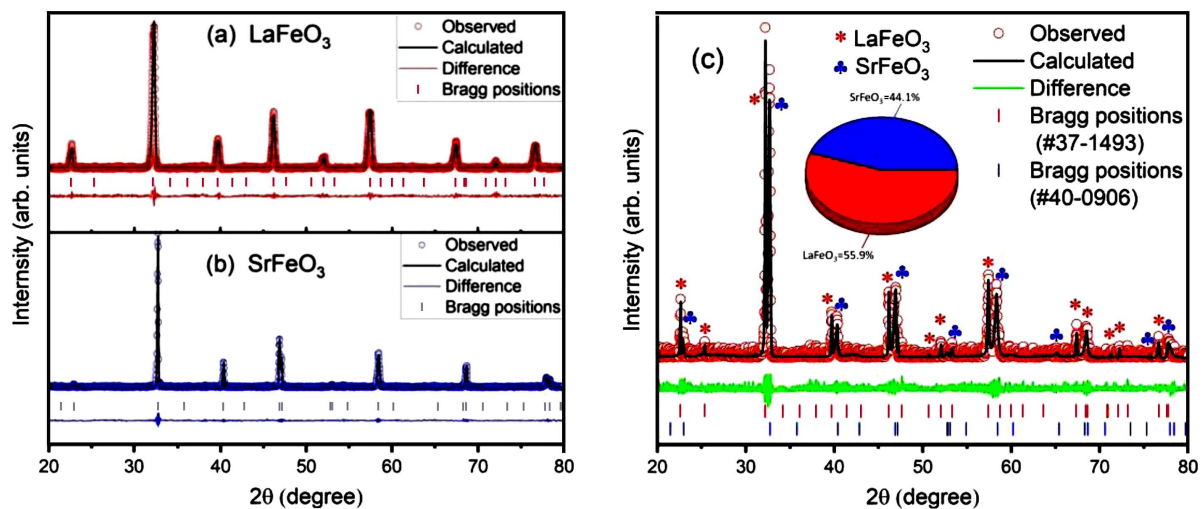 (a) LaFeO₃
Observed
Calculated
Difference
Bragg positions
(b) SrFeO₃
Observed
Calculated
Difference
Bragg positions
Intensity (arb. units)
20 30 40 50 60 70 80
2θ (degree)
(c)
* LaFeO₃
♣ SrFeO₃
Observed
Calculated
Difference
Bragg positions
(#37-1493)
Bragg positions
(#40-0906)
SrFeO₃=44.1%
LaFeO₃=55.9%
Internsity (arb. units)
20 30 40 50 60 70 80
2θ (degree)